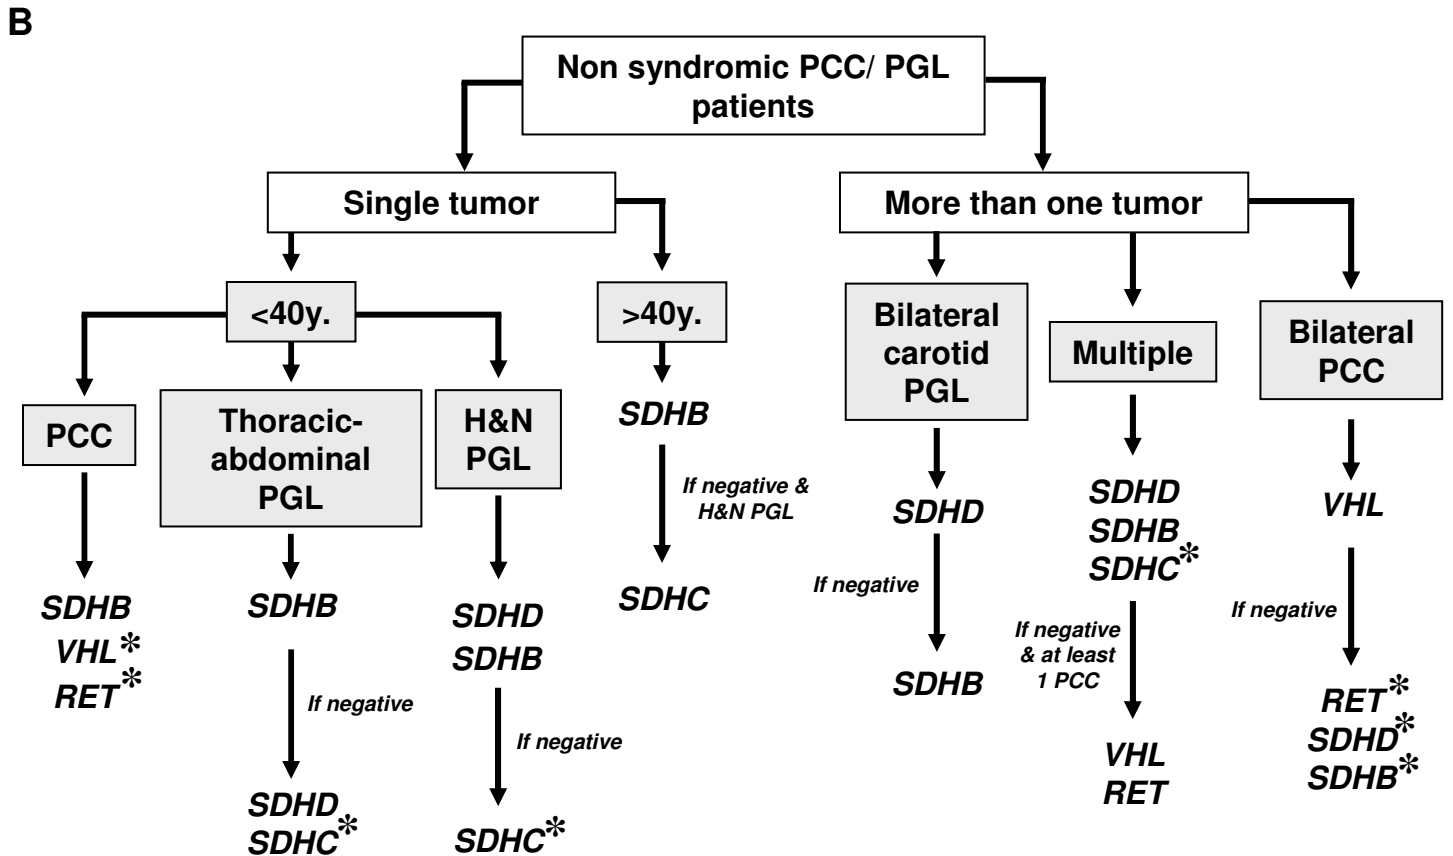 B
Non syndromic PCC/ PGL
patients
Single tumor
More than one tumor
<40y.
>40y.
PCC
Thoracic-
abdominal
PGL
H&N
PGL
SDHB
VHL*
RET*
SDHB
If negative
SDHD
SDHC*
SDHD
SDHB
If negative
SDHC*
SDHB
If negative &
H&N PGL
SDHC
Bilateral
carotid
PGL
SDHD
If negative
SDHB
Multiple
SDHD
SDHB
SDHC*
If negative
& at least
1 PCC
VHL
RET
Bilateral
PCC
VHL
If negative
RET*
SDHD*
SDHB*